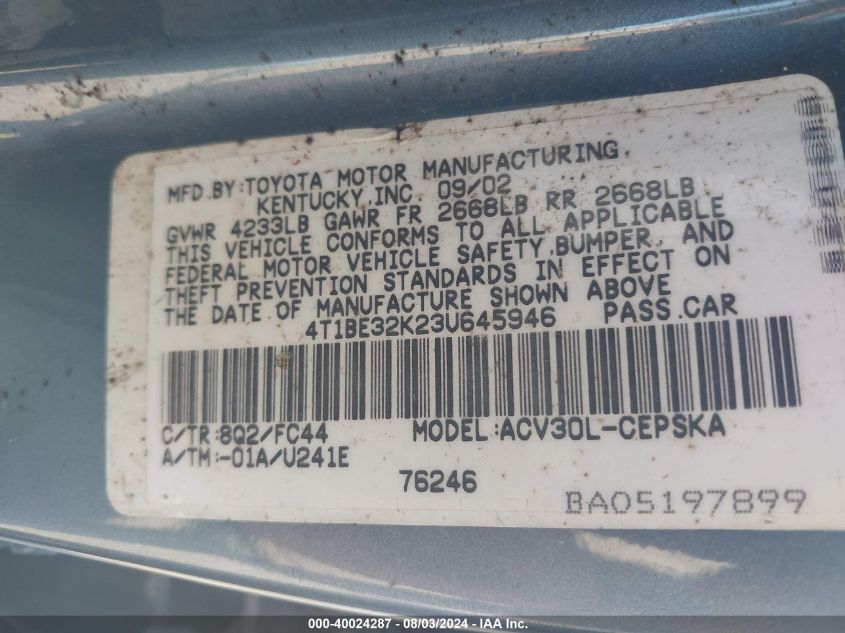 MFD.BY:TOYOTA MOTOR MANUFACTURING
KENTUCKY,INC. 09/02
GVWR 4233LB GAWR FR 2668LB RR 2668LB
THIS VEHICLE CONFORMS TO ALL APPLICABLE
FEDERAL MOTOR VEHICLE SAFETY,BUMPER, AND
THEFT PREVENTION STANDARDS IN EFFECT ON
THE DATE OF MANUFACTURE SHOWN ABOVE
4T1BE32K23U645946 PASS.CAR
C/TR:8Q2/FC44 MODEL:ACV30L-CEPSKA
A/TM:-01A/U241E
76246
BA05197899
000-40024287 - 08/03/2024 - Copyright © IAA, Inc.